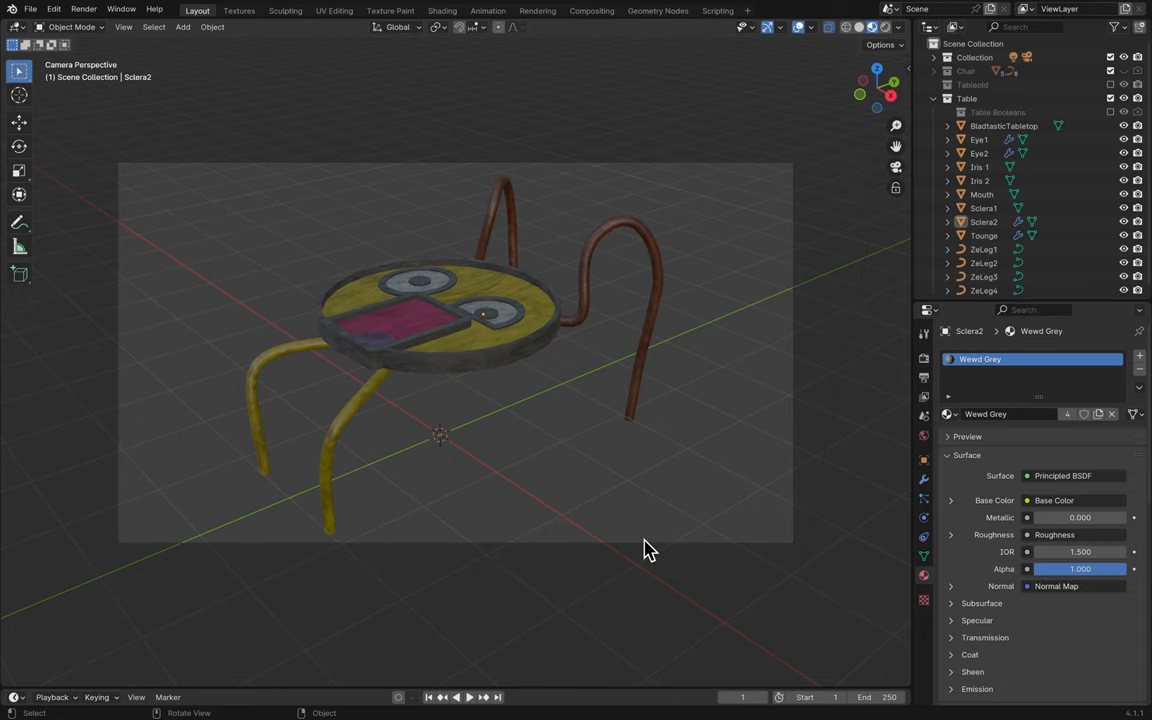 File Edit Render Window Help Layout Textures Sculpting UV Editing Texture Paint Shading Animation Rendering Compositing Geometry Nodes Scripting Scene ViewLayer
Object Mode View Select Add Object Global Search
Options
Camera Perspective
(1) Scene Collection | Sclera2
Z
Y
X
Scene Collection
Collection
Chair 5 8
Tableold
Table
Table Booleans
BladtasticTabletop
Eye1
Eye2
Iris 1
Iris 2
Mouth
Sclera1
Sclera2
Tounge
ZeLeg1
ZeLeg2
ZeLeg3
ZeLeg4
Search
Sclera2 Wewd Grey
Wewd Grey
Wewd Grey 4
Preview
Surface
Surface Principled BSDF
Base Color Base Color
Metallic 0.000
Roughness Roughness
IOR 1.500
Alpha 1.000
Normal Normal Map
Subsurface
Specular
Transmission
Coat
Sheen
Emission
Playback Keying View Marker 1 Start 1 End 250
Select Rotate View Object 4.1.1